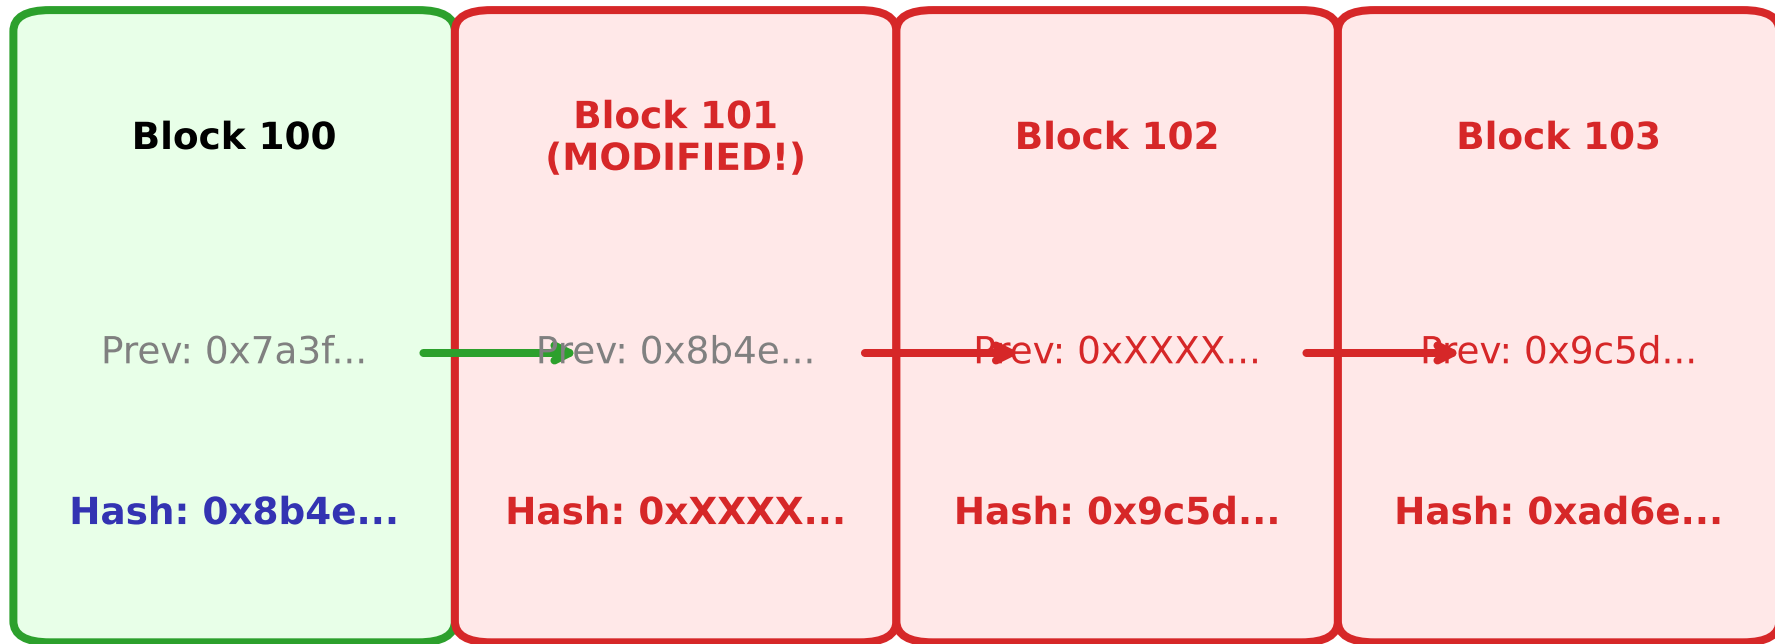 Block 100
Prev: 0x7a3f...
Hash: 0x8b4e...
Block 101
(MODIFIED!)
Prev: 0x8b4e...
Hash: 0xXXXX...
Block 102
Prev: 0xXXXX...
Hash: 0x9c5d...
Block 103
Prev: 0x9c5d...
Hash: 0xad6e...